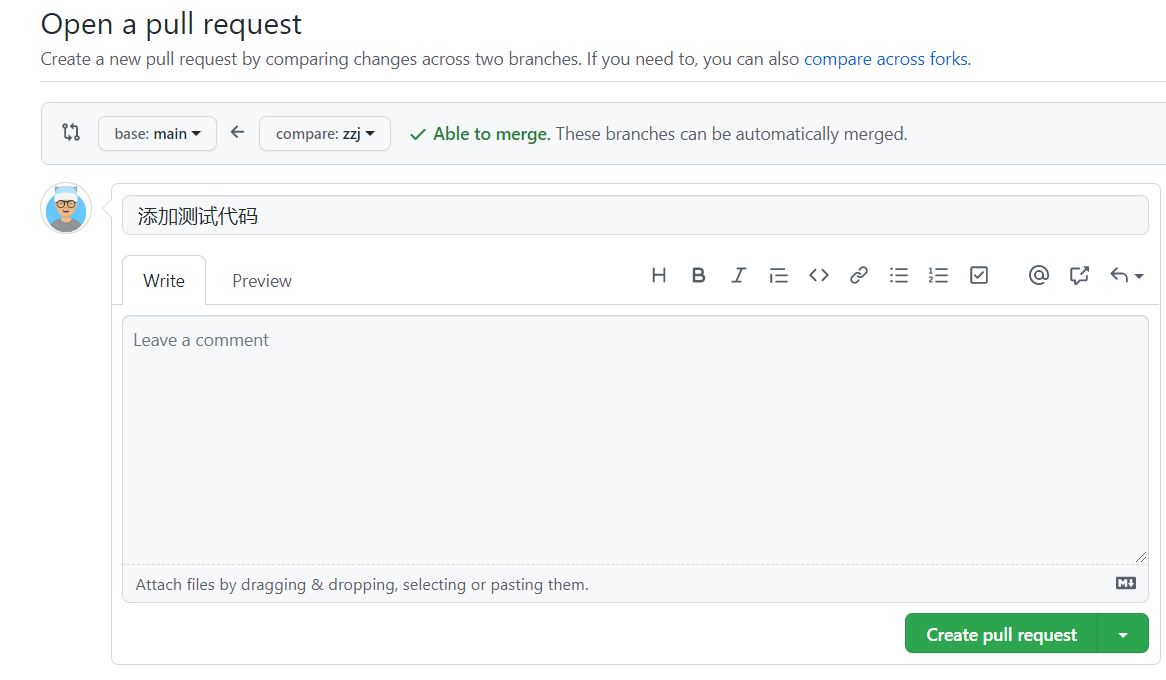 Open a pull request
Create a new pull request by comparing changes across two branches. If you need to, you can also compare across forks.
base: main compare: zzj Able to merge. These branches can be automatically merged.
添加测试代码
Write Preview
Leave a comment
Attach files by dragging & dropping, selecting or pasting them.
Create pull request